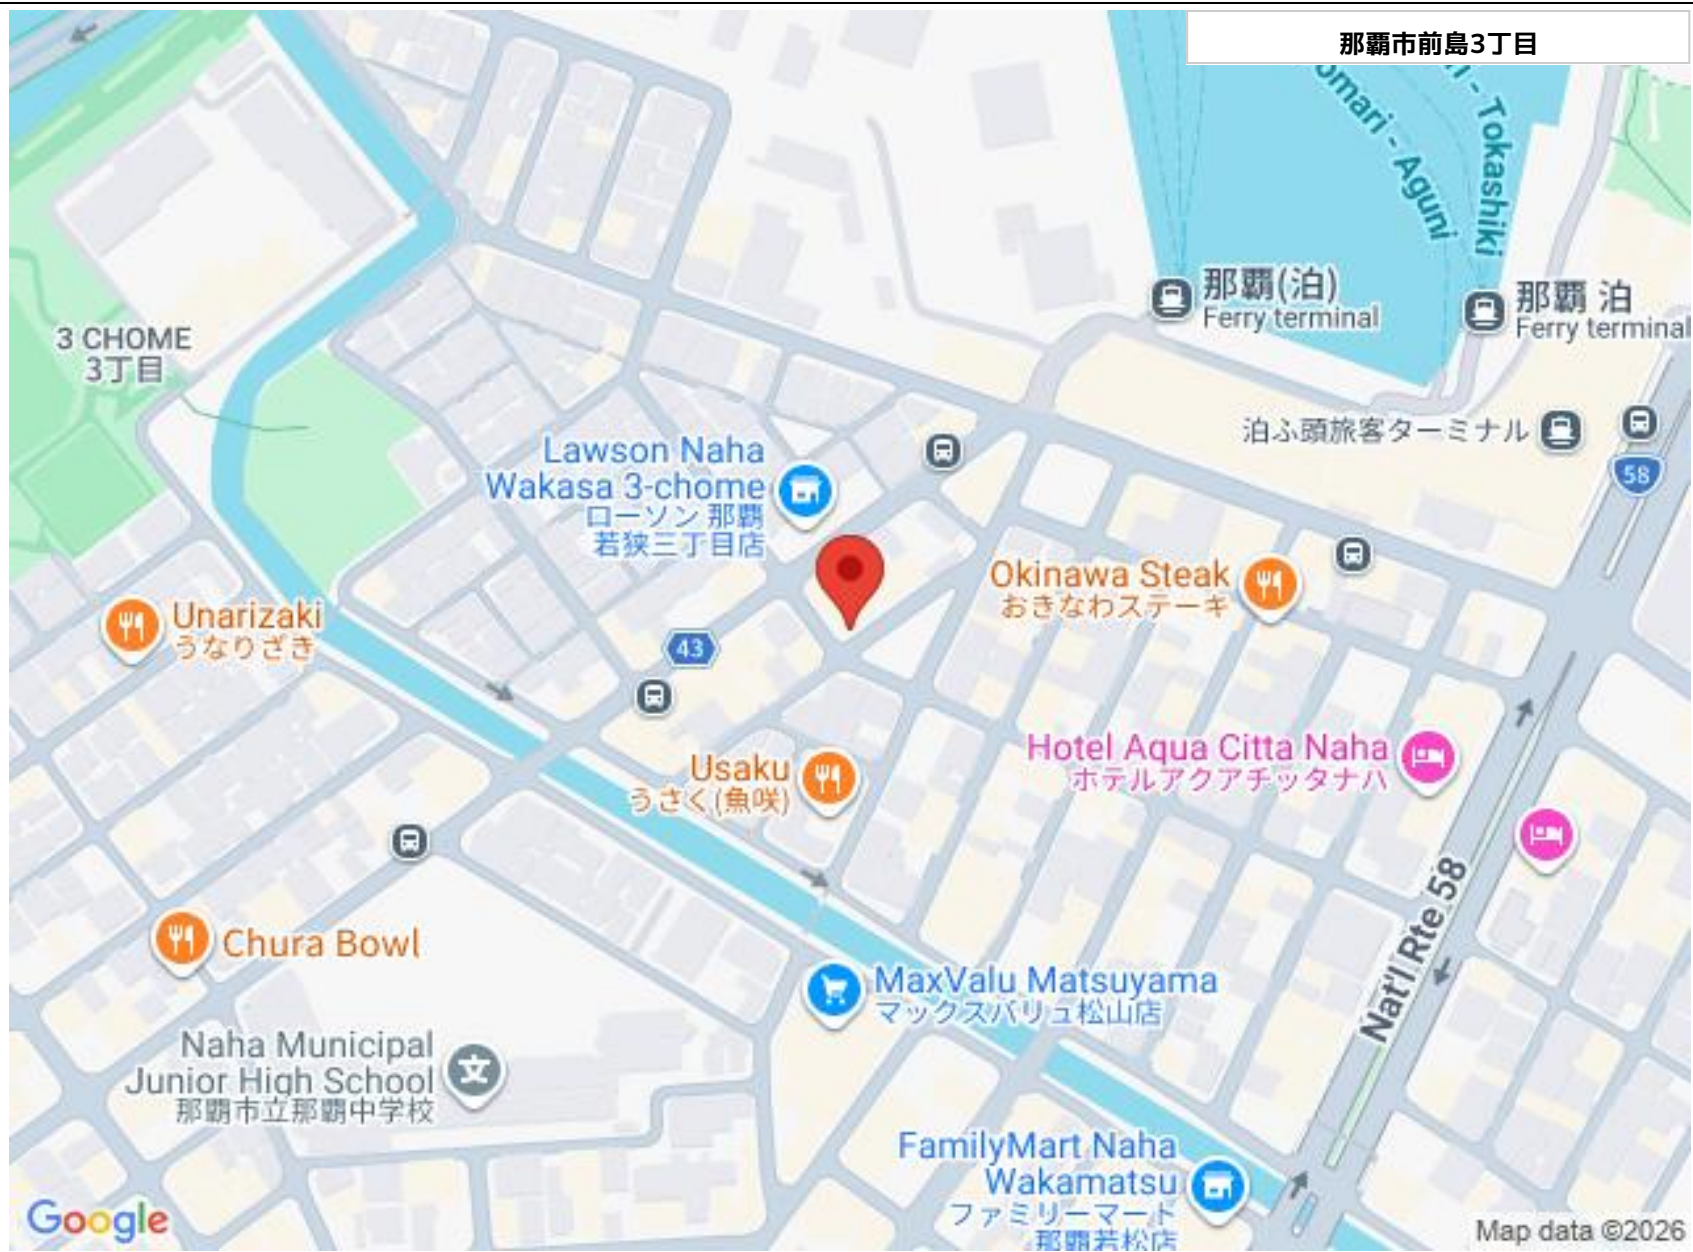 那覇市前島3丁目
omari - Aguni
- Tokashiki
那覇(泊)
Ferry terminal
那覇 泊
Ferry terminal
3 CHOME
3丁目
泊ふ頭旅客ターミナル
58
Lawson Naha
Wakasa 3-chome
ローソン 那覇
若狭三丁目店
Okinawa Steak
おきなわステーキ
Unarizaki
うなりざき
43
Hotel Aqua Citta Naha
ホテルアクアチッタナハ
Usaku
うさく(魚咲)
Nat'l Rte 58
Chura Bowl
MaxValu Matsuyama
マックスバリュ松山店
Naha Municipal
Junior High School
那覇市立那覇中学校
文
FamilyMart Naha
Wakamatsu
ファミリーマート
那覇若松店
Google
Map data ©2026